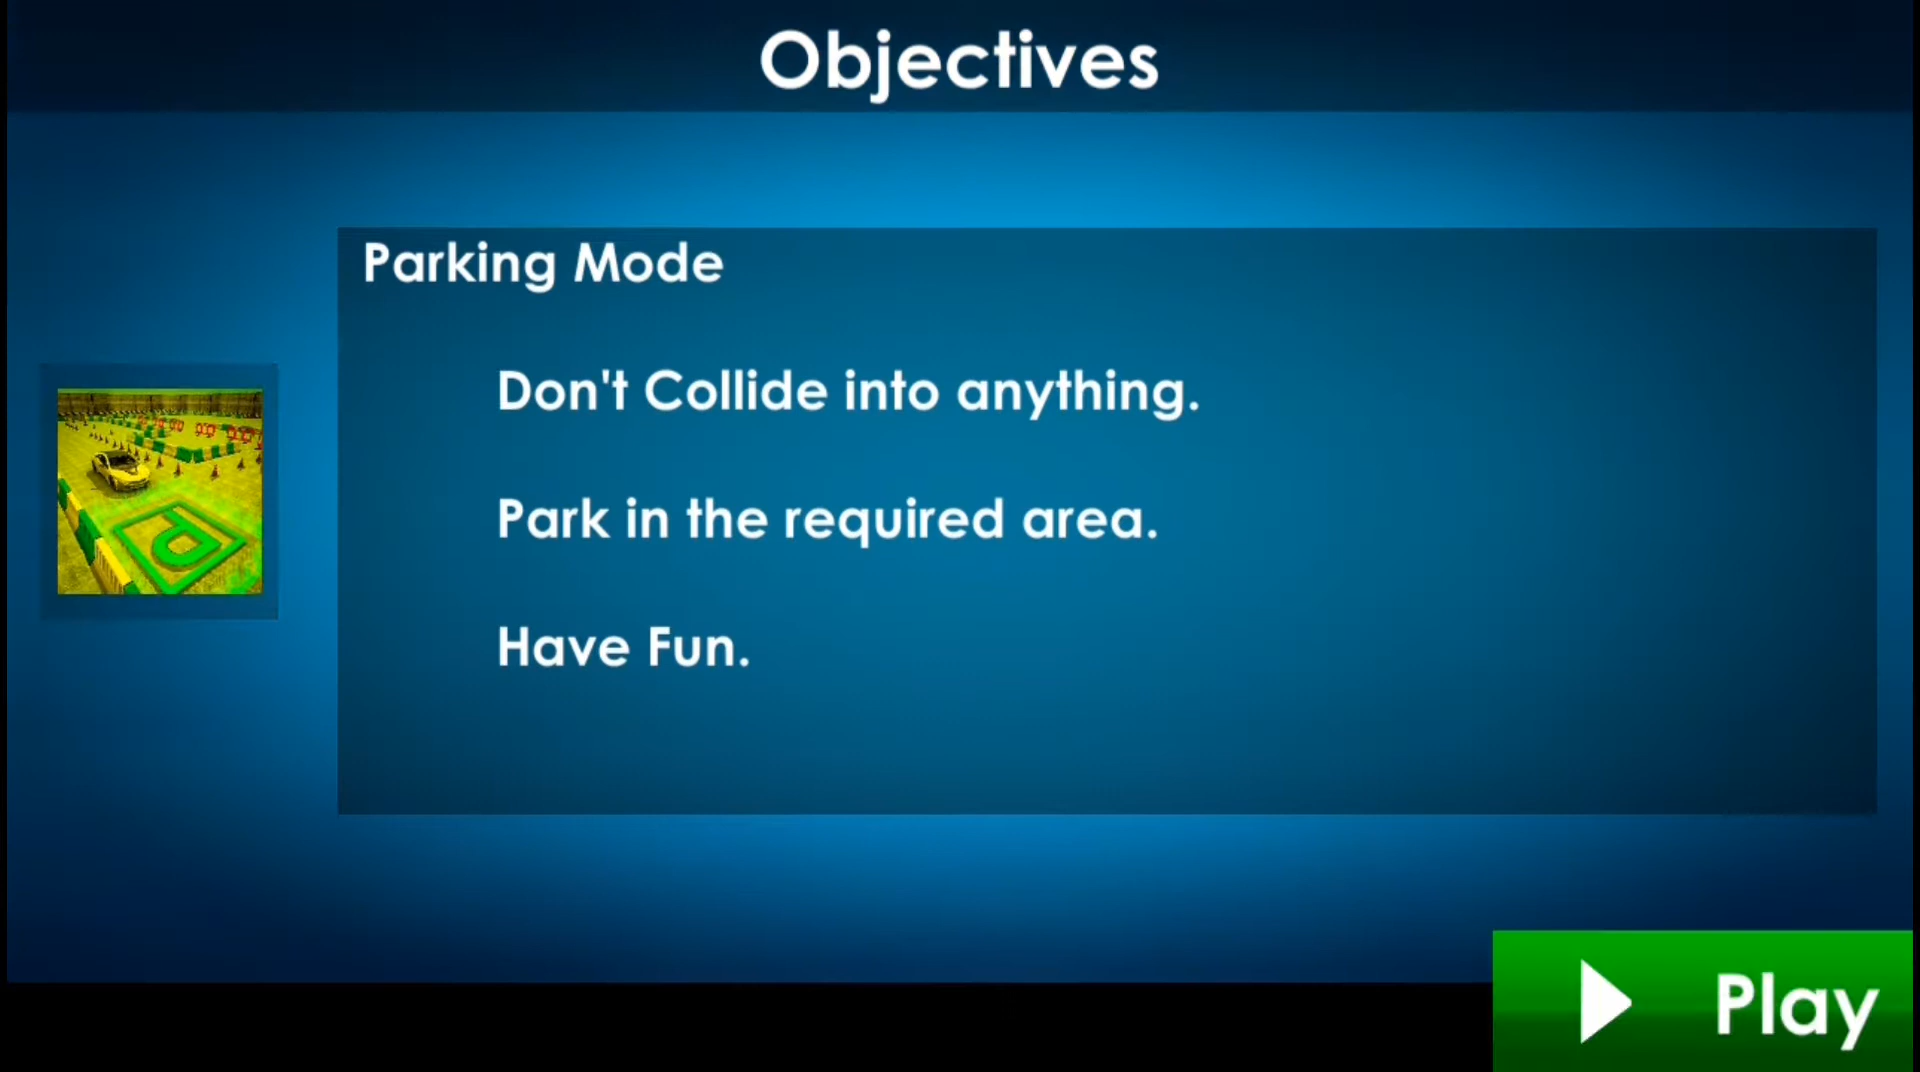 Objectives
Parking Mode
Don't Collide into anything.
Park in the required area.
Have Fun.
Play